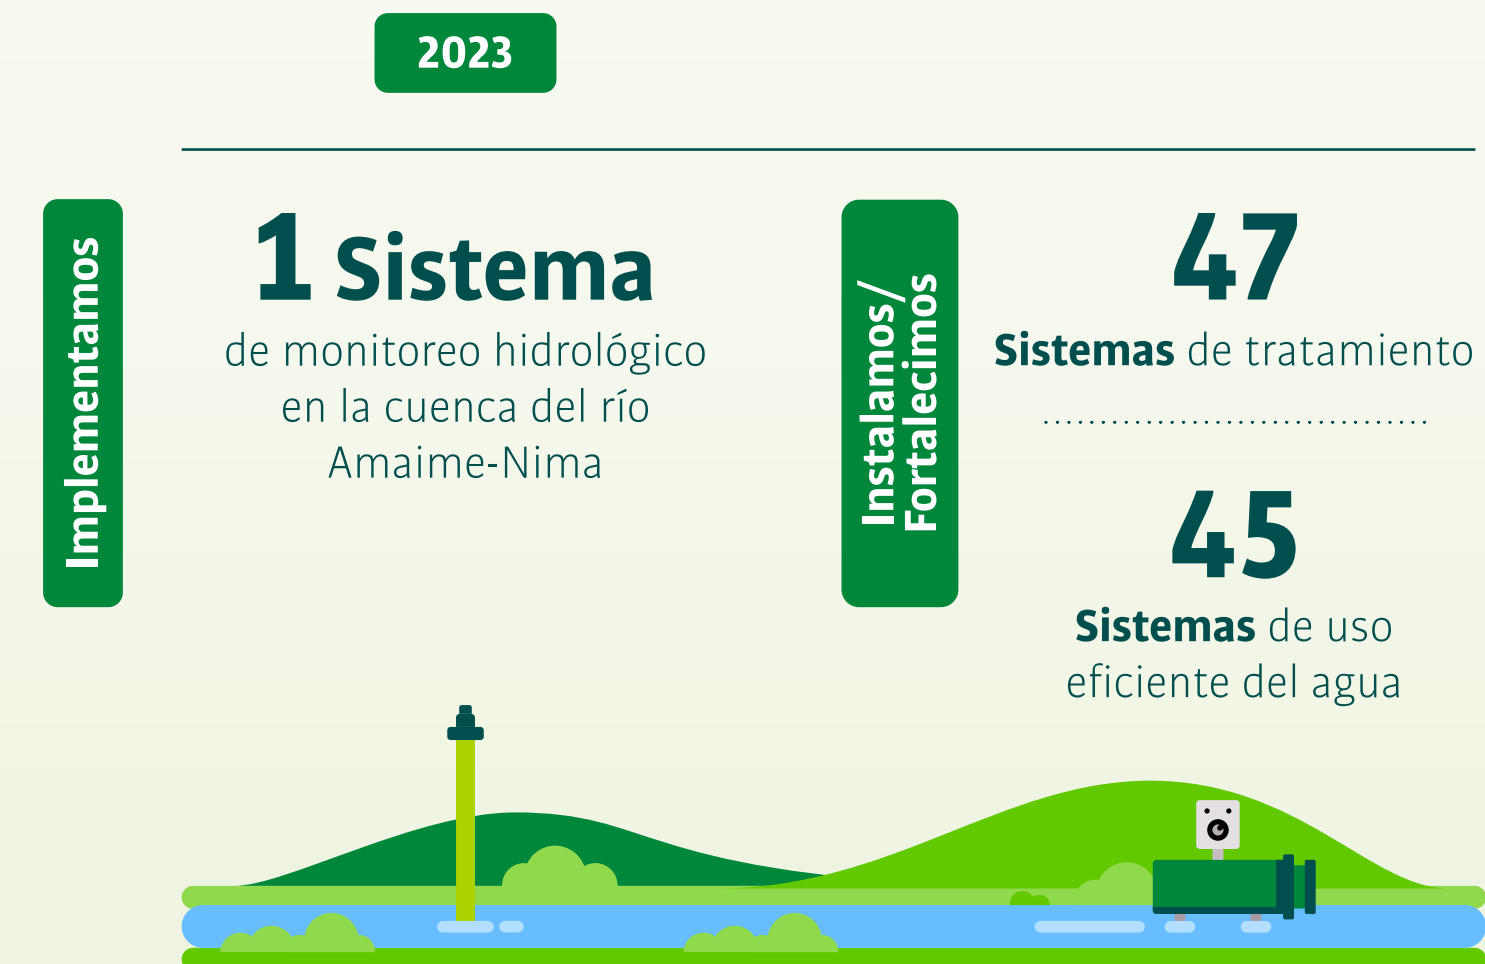 2023
Implementamos
1 Sistema
de monitoreo hidrológico
en la cuenca del río
Amaime-Nima
Instalamos/
Fortalecimos
47
Sistemas de tratamiento
45
Sistemas de uso
eficiente del agua